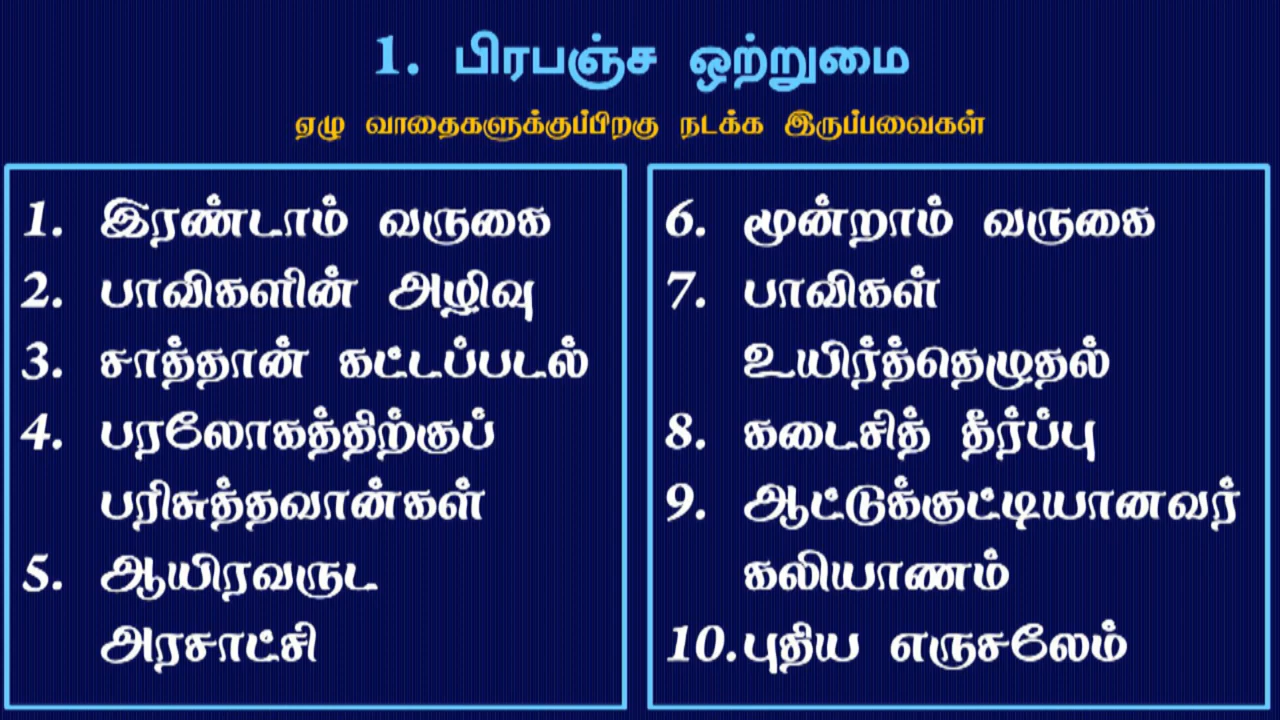 1. பிரபஞ்ச ஒற்றுமை
ஏழு வாதைகளுக்குப்பிறகு நடக்க இருப்பவைகள்
1. இரண்டாம் வருகை
2. பாவிகளின் அழிவு
3. சாத்தான் கட்டப்படல்
4. பரலோகத்திற்குப்
பரிசுத்தவான்கள்
5. ஆயிரவருட
அரசாட்சி
6. மூன்றாம் வருகை
7. பாவிகள்
உயிர்த்தெழுதல்
8. கடைசித் தீர்ப்பு
9. ஆட்டுக்குட்டியானவர்
கலியாணம்
10.புதிய எருசலேம்